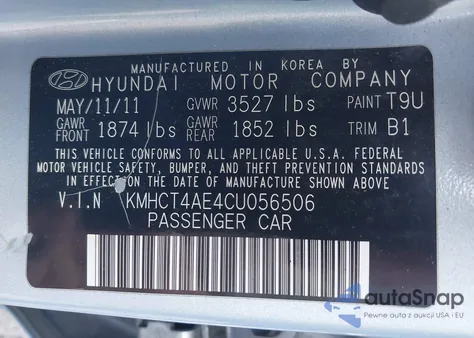 MANUFACTURED IN KOREA BY
HYUNDAI MOTOR COMPANY
MAY/11/11 GVWR 3527 lbs PAINT T9U
GAWR FRONT 1874 lbs GAWR REAR 1852 lbs TRIM B1
THIS VEHICLE CONFORMS TO ALL APPLICABLE U.S.A. FEDERAL
MOTOR VEHICLE SAFETY, BUMPER, AND THEFT PREVENTION STANDARDS
IN EFFECT ON THE DATE OF MANUFACTURE SHOWN ABOVE
V.I.N KMHCT4AE4CU056506
PASSENGER CAR
autoSnap
Pewne auta z aukcji USA i EU